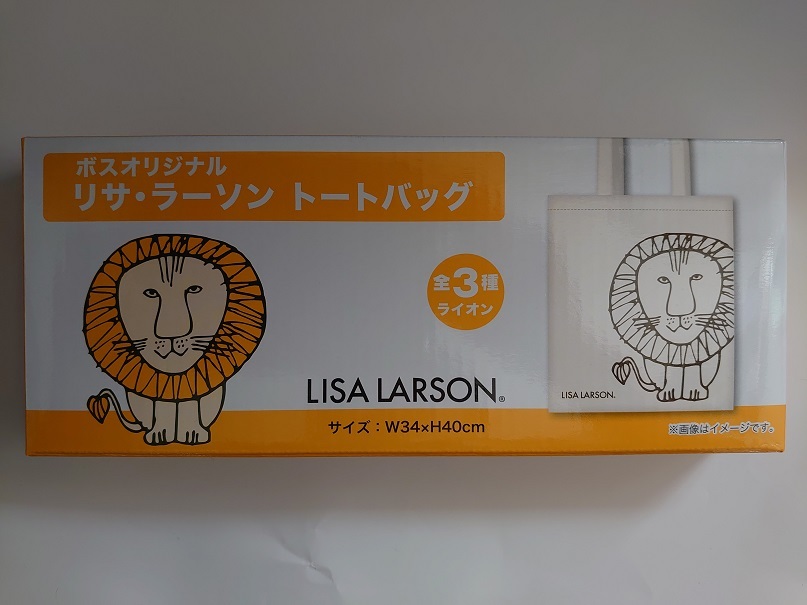 ボスオリジナル
リサ・ラーソン トートバッグ
全3種
ライオン
LISA LARSON®
サイズ：W34×H40cm
LISA LARSON.
※画像はイメージです。